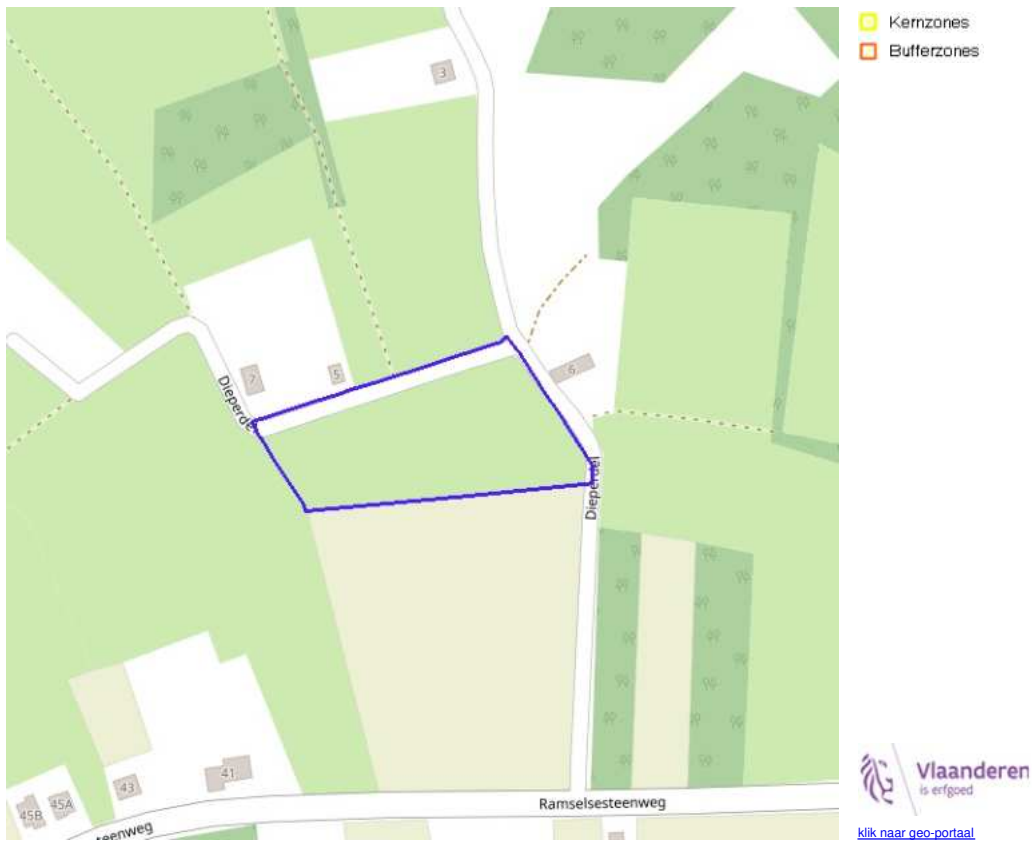 Kernzones
Bufferzones
3
6
5
7
Dieperdel
Dieperdel
41
43
45A
45B
Ramselsesteenweg
teenweg
Vlaanderen
is erfgoed
klik naar geo-portaal